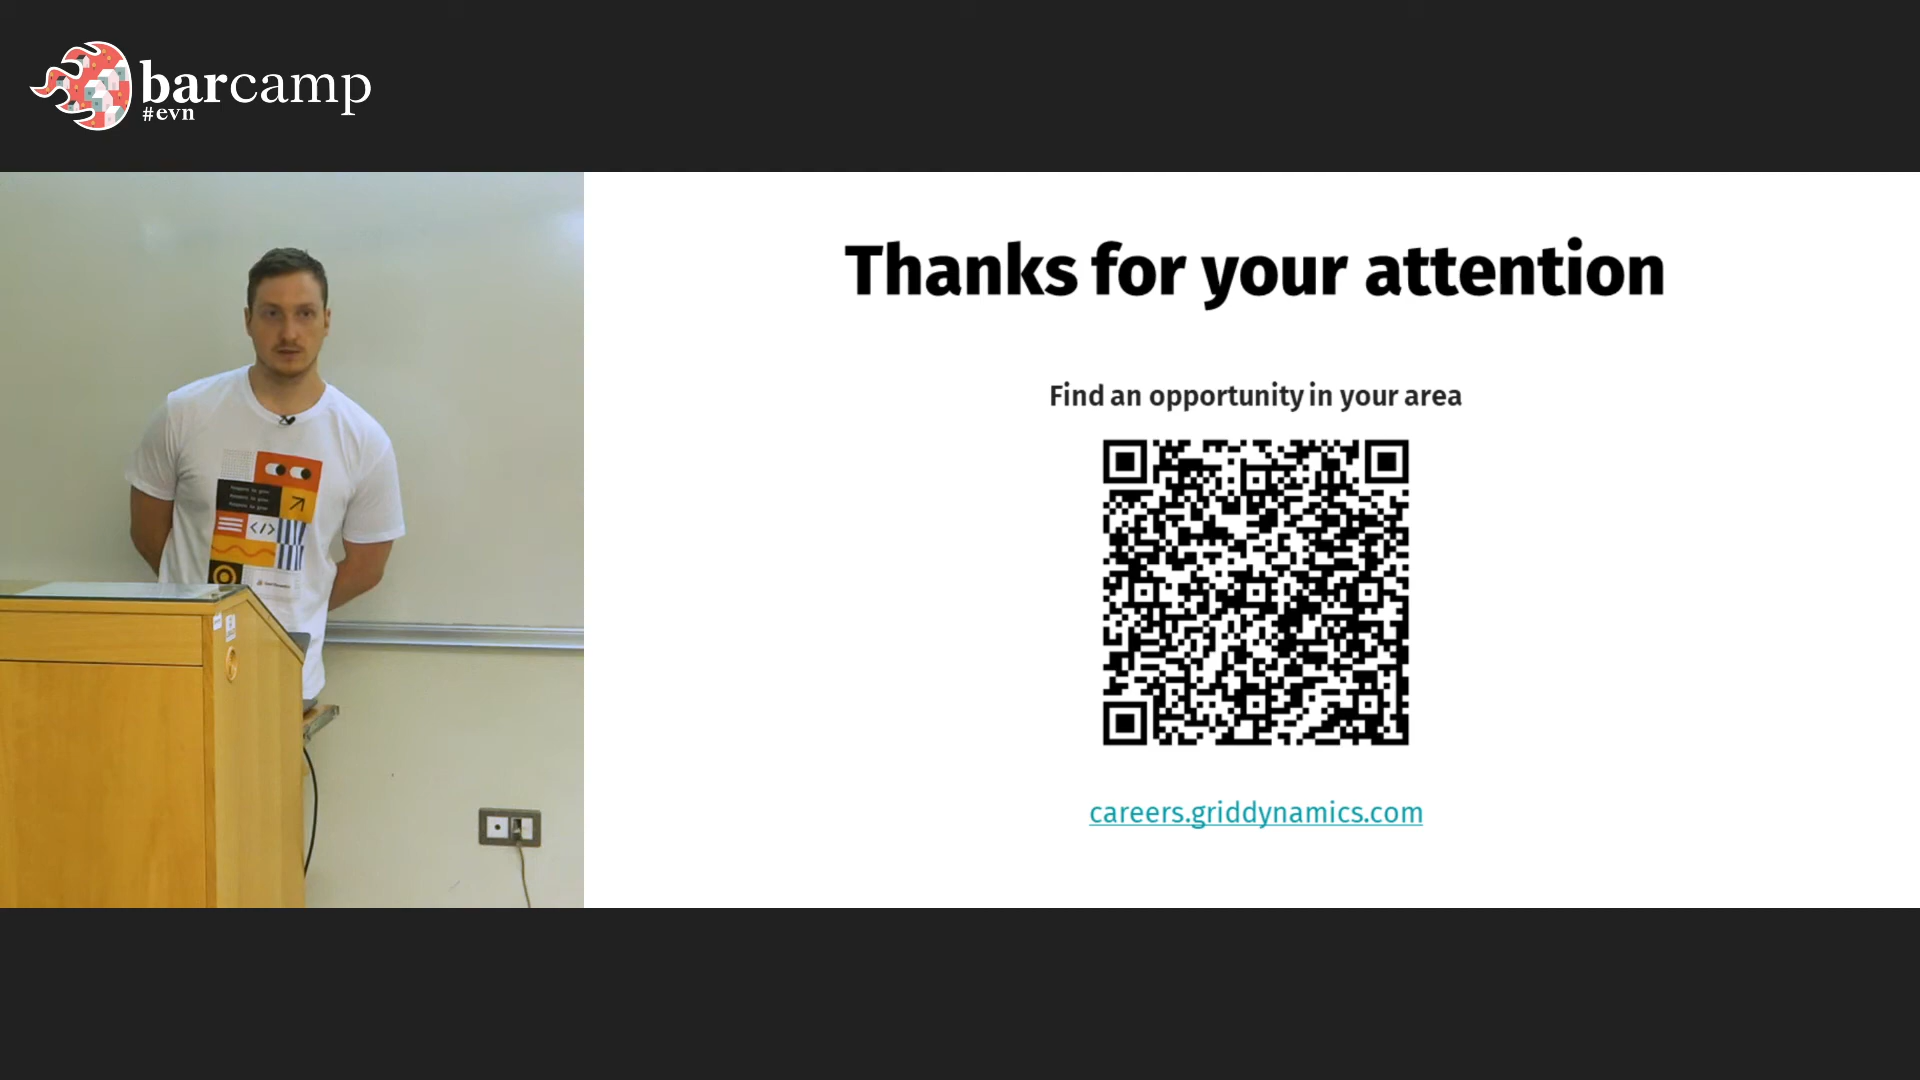 barcamp
#evn
Thanks for your attention
Find an opportunity in your area
careers.griddynamics.com